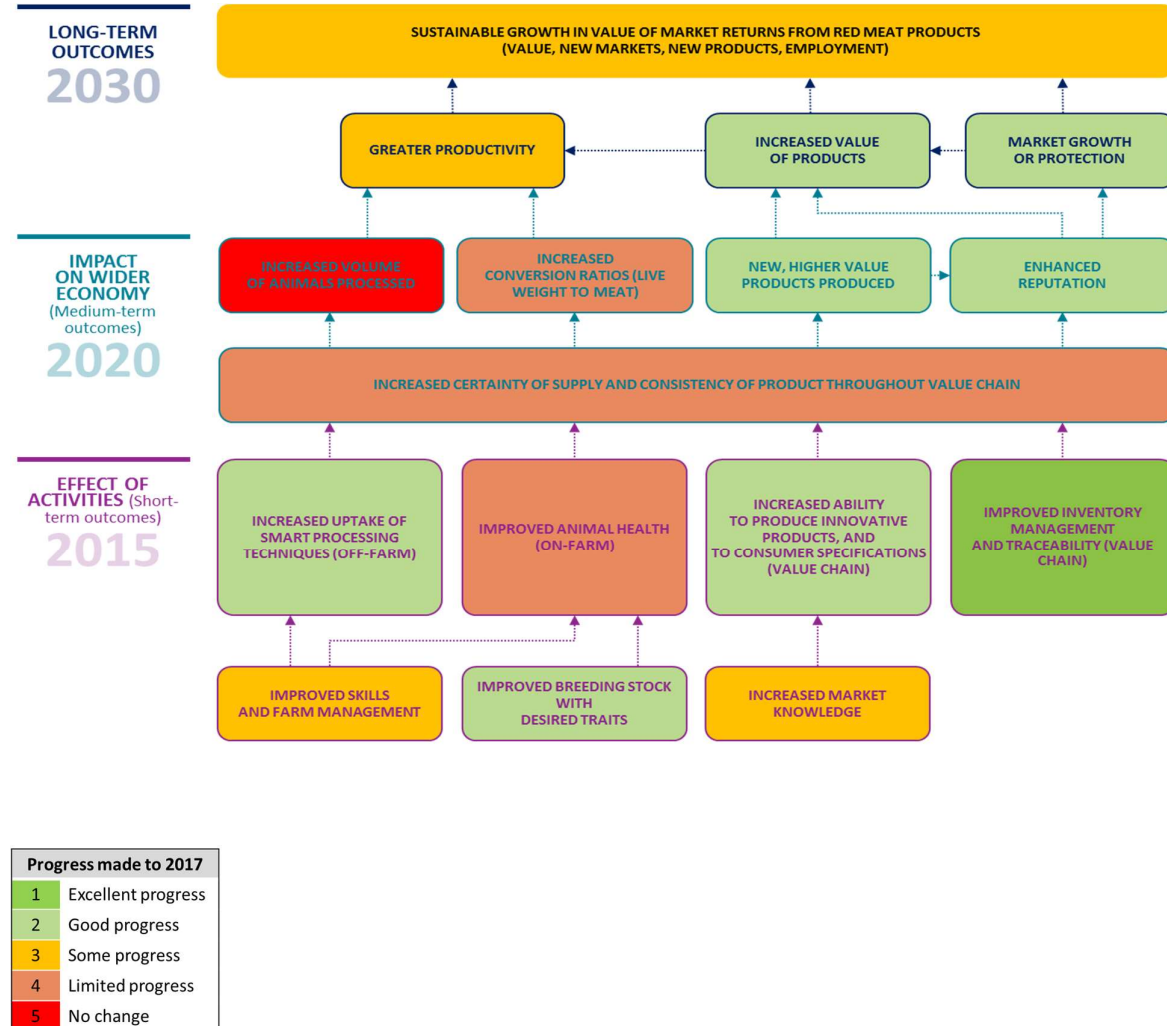 LONG-TERM
OUTCOMES
2030
SUSTAINABLE GROWTH IN VALUE OF MARKET RETURNS FROM RED MEAT PRODUCTS
(VALUE, NEW MARKETS, NEW PRODUCTS, EMPLOYMENT)
GREATER PRODUCTIVITY
INCREASED VALUE
OF PRODUCTS
MARKET GROWTH
OR PROTECTION
IMPACT
ON WIDER
ECONOMY
(Medium-term
outcomes)
2020
INCREASED VOLUME
OF ANIMALS PROCESSED
INCREASED
CONVERSION RATIOS (LIVE
WEIGHT TO MEAT)
NEW, HIGHER VALUE
PRODUCTS PRODUCED
ENHANCED
REPUTATION
INCREASED CERTAINTY OF SUPPLY AND CONSISTENCY OF PRODUCT THROUGHOUT VALUE CHAIN
EFFECT OF
ACTIVITIES (Short-
term outcomes)
2015
INCREASED UPTAKE OF
SMART PROCESSING
TECHNIQUES (OFF-FARM)
IMPROVED ANIMAL HEALTH
(ON-FARM)
INCREASED ABILITY
TO PRODUCE INNOVATIVE
PRODUCTS, AND
TO CONSUMER SPECIFICATIONS
(VALUE CHAIN)
IMPROVED INVENTORY
MANAGEMENT
AND TRACEABILITY (VALUE
CHAIN)
IMPROVED SKILLS
AND FARM MANAGEMENT
IMPROVED BREEDING STOCK
WITH
DESIRED TRAITS
INCREASED MARKET
KNOWLEDGE
Progress made to 2017
1 Excellent progress
2 Good progress
3 Some progress
4 Limited progress
5 No change